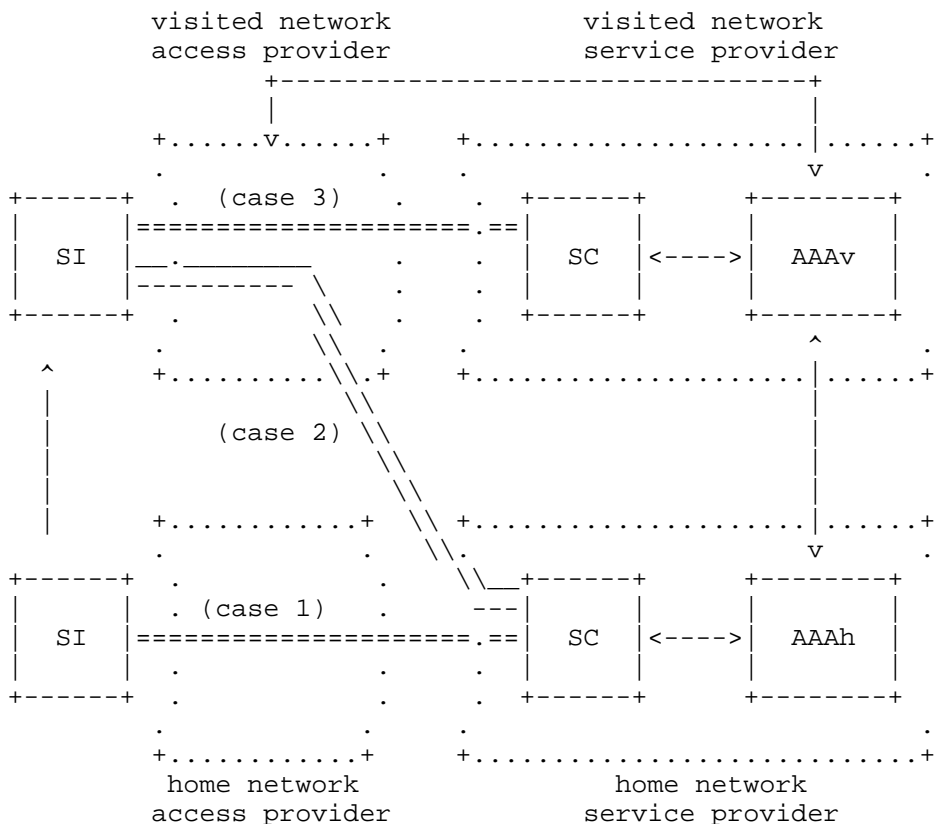 visited network visited network
access provider service provider
(case 3)
SI SC <----> AAAv
(case 2)
(case 1)
SI SC <----> AAAh
home network home network
access provider service provider